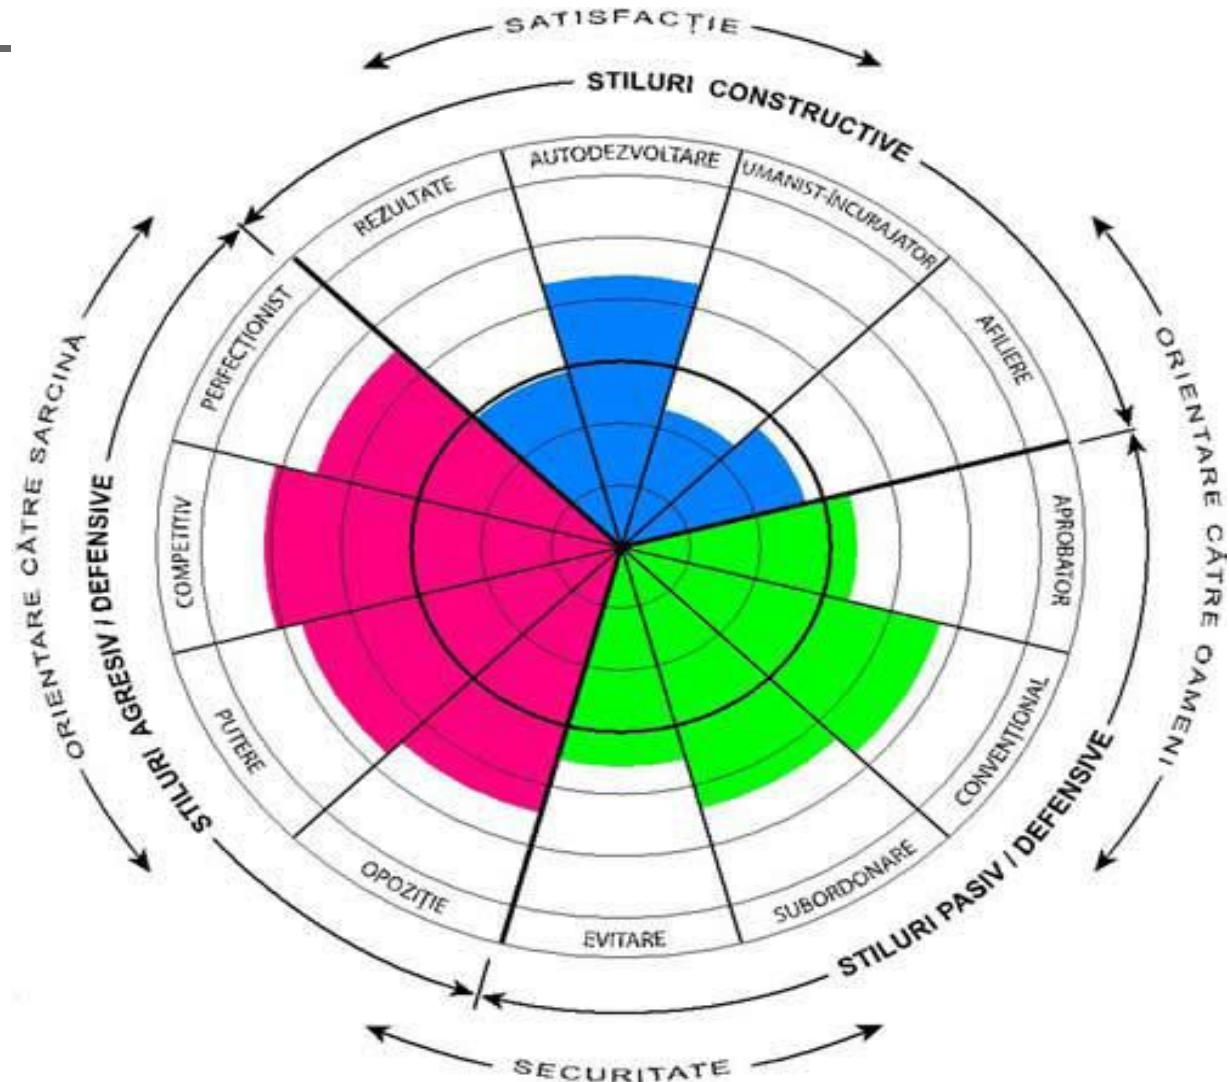 SATISFACȚIE
STILURI CONSTRUCTIVE
AUTODEZVOLTARE
UMANIST-ÎNCURAJATOR
AFILIERE
APROBATOR
CONVENȚIONAL
SUBORDONARE
EVITARE
OPOZIȚIE
PUTERE
COMPETITIV
PERFECȚIONIST
REZULTATE
ORIENTARE CĂTRE OAMENI
STILURI PASIV / DEFENSIVE
SECURITATE
STILURI AGRESIV / DEFENSIVE
ORIENTARE CĂTRE SARCINĂ